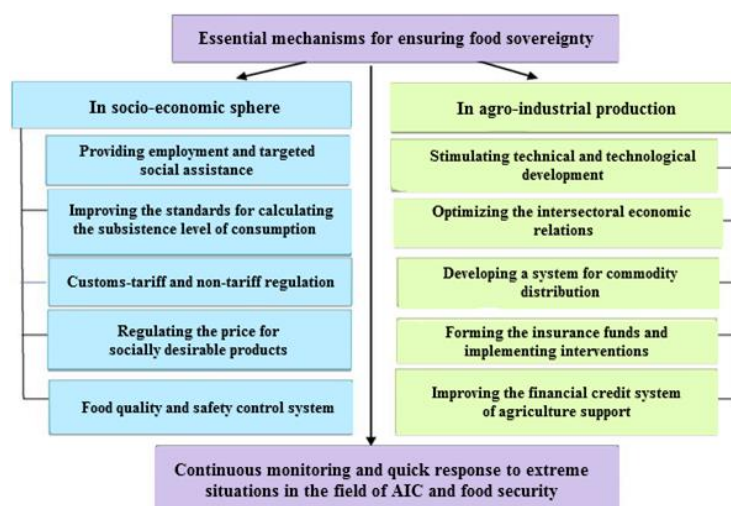 Essential mechanisms for ensuring food sovereignty
In socio-economic sphere
Providing employment and targeted
social assistance
Improving the standards for calculating
the subsistence level of consumption
Customs-tariff and non-tariff regulation
Regulating the price for
socially desirable products
Food quality and safety control system
In agro-industrial production
Stimulating technical and technological
development
Optimizing the intersectoral economic
relations
Developing a system for commodity
distribution
Forming the insurance funds and
implementing interventions
Improving the financial credit system
of agriculture support
Continuous monitoring and quick response to extreme
situations in the field of AIC and food security